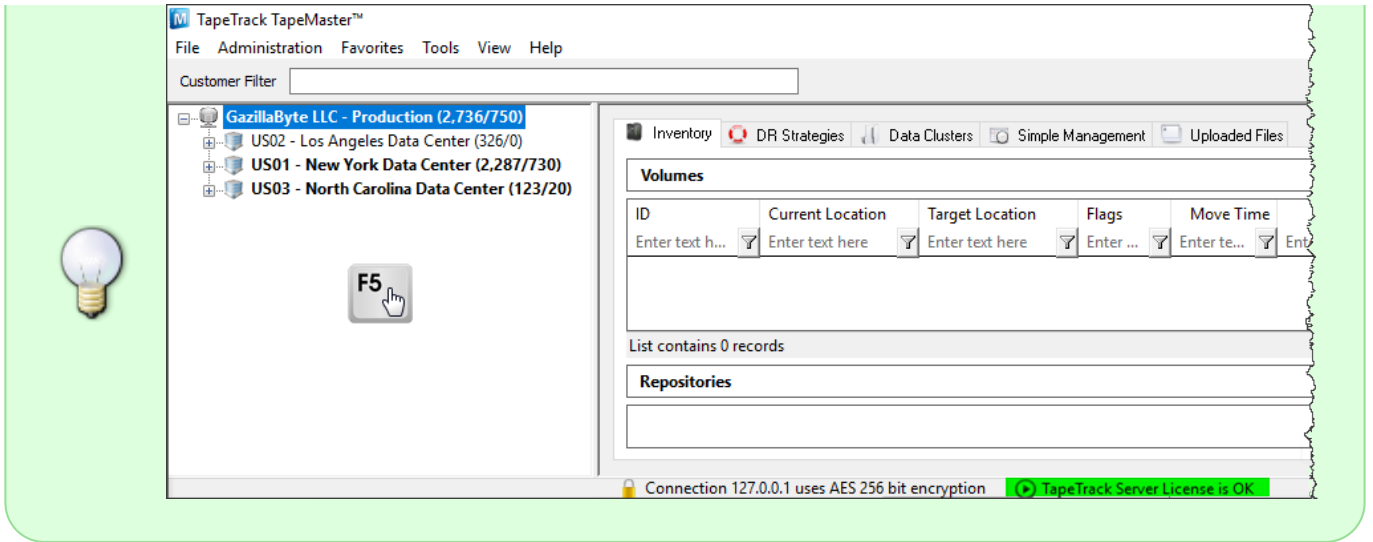 TapeTrack TapeMaster™
File Administration Favorites Tools View Help
Customer Filter
GazillaByte LLC - Production (2,736/750)
US02 - Los Angeles Data Center (326/0)
US01 - New York Data Center (2,287/730)
US03 - North Carolina Data Center (123/20)
F5
Inventory DR Strategies Data Clusters Simple Management Uploaded Files
Volumes
ID Current Location Target Location Flags Move Time
Enter text h... Enter text here Enter text here Enter ... Enter te... Ent
List contains 0 records
Repositories
Connection 127.0.0.1 uses AES 256 bit encryption TapeTrack Server License is OK